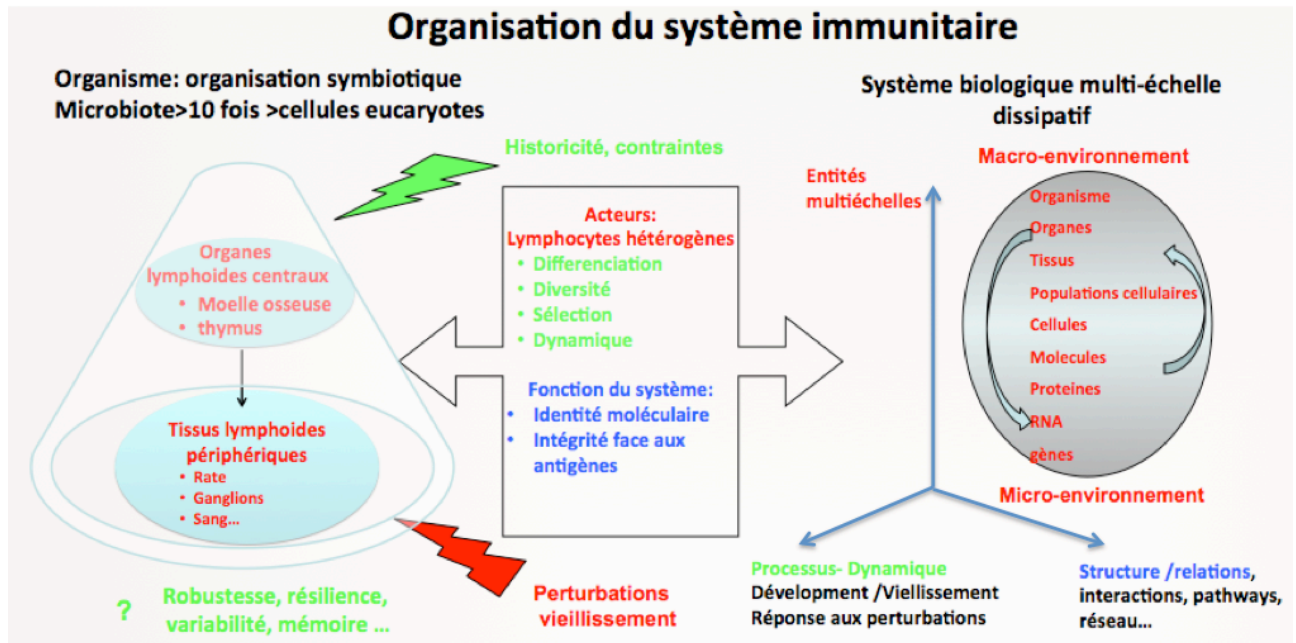 Organisation du système immunitaire
Organisme: organisation symbiotique
Microbiote>10 fois >cellules eucaryotes
Organes
lymphoides centraux
• Moelle osseuse
• thymus
Tissus lymphoides
périphériques
• Rate
• Ganglions
• Sang...
? Robustesse, résilience,
variabilité, mémoire ...
Historicité, contraintes
Acteurs:
Lymphocytes hétérogènes
• Differenciation
• Diversité
• Sélection
• Dynamique
Fonction du système:
• Identité moléculaire
• Intégrité face aux
antigènes
Perturbations
vieillissement
Système biologique multi-échelle
dissipatif
Entités
multiéchelles
Macro-environnement
Organisme
Organes
Tissus
Populations cellulaires
Cellules
Molecules
Proteines
RNA
gènes
Micro-environnement
Processus- Dynamique
Dévelopment /Viellissement
Réponse aux perturbations
Structure /relations,
interactions, pathways,
réseau...